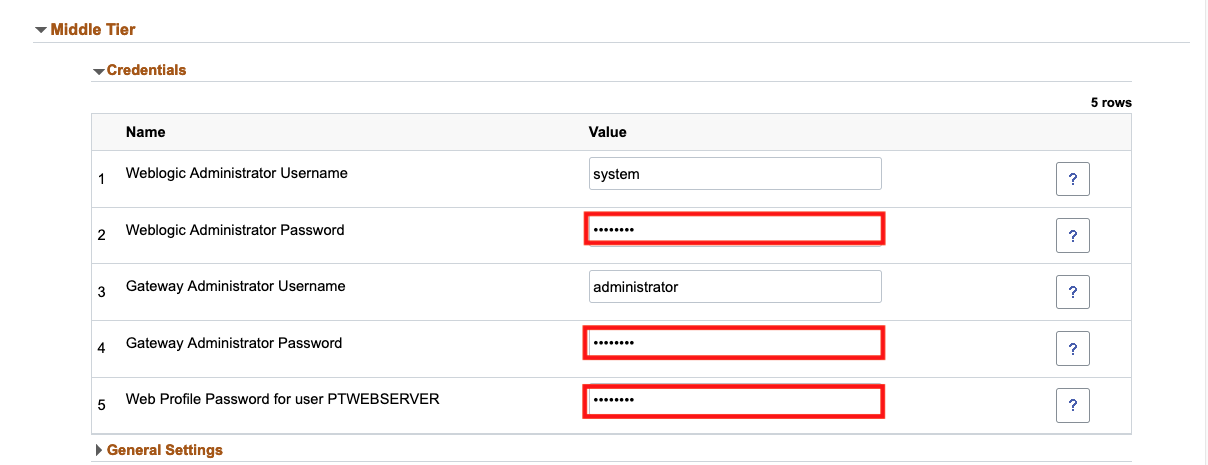 Middle Tier
Credentials
5 rows
Name Value
1 Weblogic Administrator Username system ?
2 Weblogic Administrator Password •••••••• ?
3 Gateway Administrator Username administrator ?
4 Gateway Administrator Password •••••••• ?
5 Web Profile Password for user PTWEBSERVER •••••••• ?
General Settings